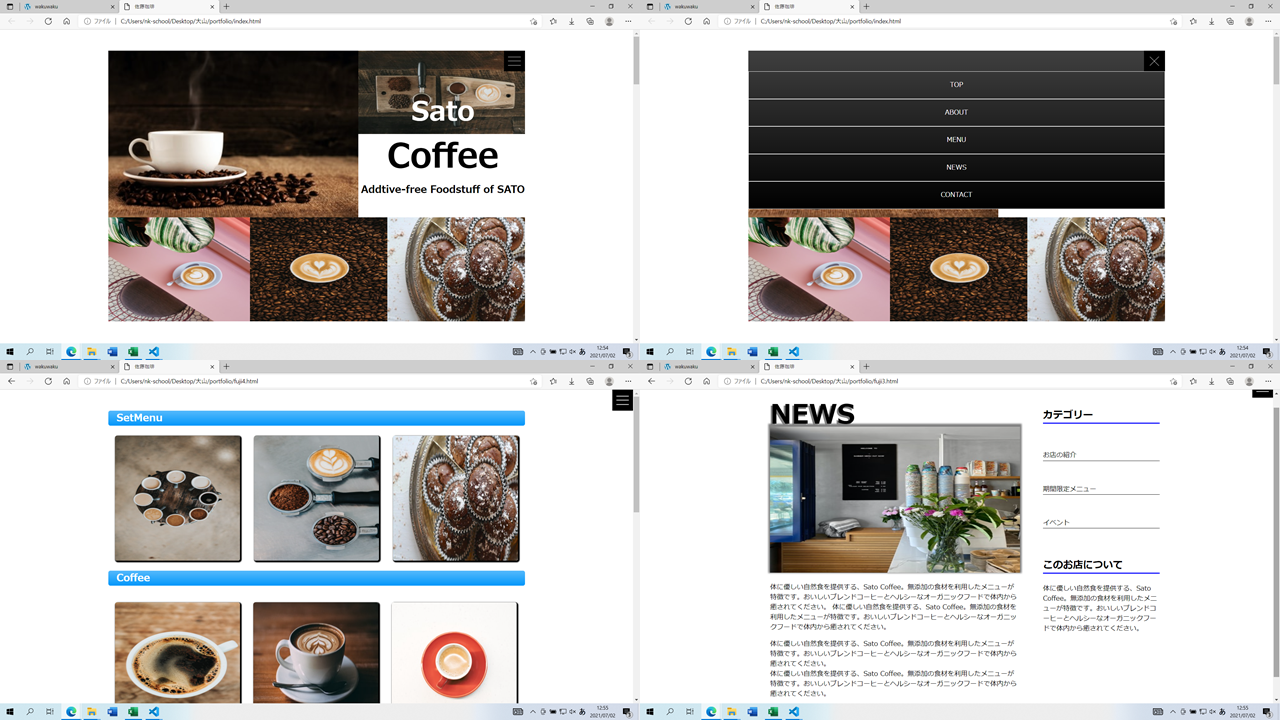 wakuwaku
佐原珈琲
ファイル
C:/Users/nk-school/Desktop/大山/portfolio/index.html
Sato
Coffee
Addtive-free Foodstuff of SATO
あ
12:54
2021/07/02
wakuwaku
佐原珈琲
ファイル
C:/Users/nk-school/Desktop/大山/portfolio/index.html
TOP
ABOUT
MENU
NEWS
CONTACT
あ
12:54
2021/07/02
wakuwaku
ファイル
C:/Users/nk-school/Desktop/大山/portfolio/fuji4.html
SetMenu
Coffee
あ
12:55
2021/07/02
wakuwaku
ファイル
C:/Users/nk-school/Desktop/大山/portfolio/fuji3.html
NEWS
体に優しい自然食を提供する、Sato Coffee。無添加の食材を利用したメニューが
特徴です。おいしいブレンドコーヒーとヘルシーなオーガニックフードで体内から
癒されてください。 体に優しい自然食を提供する、Sato Coffee。無添加の食材を
利用したメニューが特徴です。おいしいブレンドコーヒーとヘルシーなオーガニッ
クフードで体内から癒されてください。
体に優しい自然食を提供する、Sato Coffee。無添加の食材を利用したメニューが
特徴です。おいしいブレンドコーヒーとヘルシーなオーガニックフードで体内から
癒されてください。
体に優しい自然食を提供する、Sato Coffee。無添加の食材を利用したメニューが
特徴です。おいしいブレンドコーヒーとヘルシーなオーガニックフードで体内から
癒されてください。
カテゴリー
お店の紹介
期間限定メニュー
イベント
このお店について
体に優しい自然食を提供する、Sato
Coffee。無添加の食材を利用したメニ
ューが特徴です。おいしいブレンドコ
ーヒーとヘルシーなオーガニックフー
ドで体内から癒されてください。
あ
12:55
2021/07/02